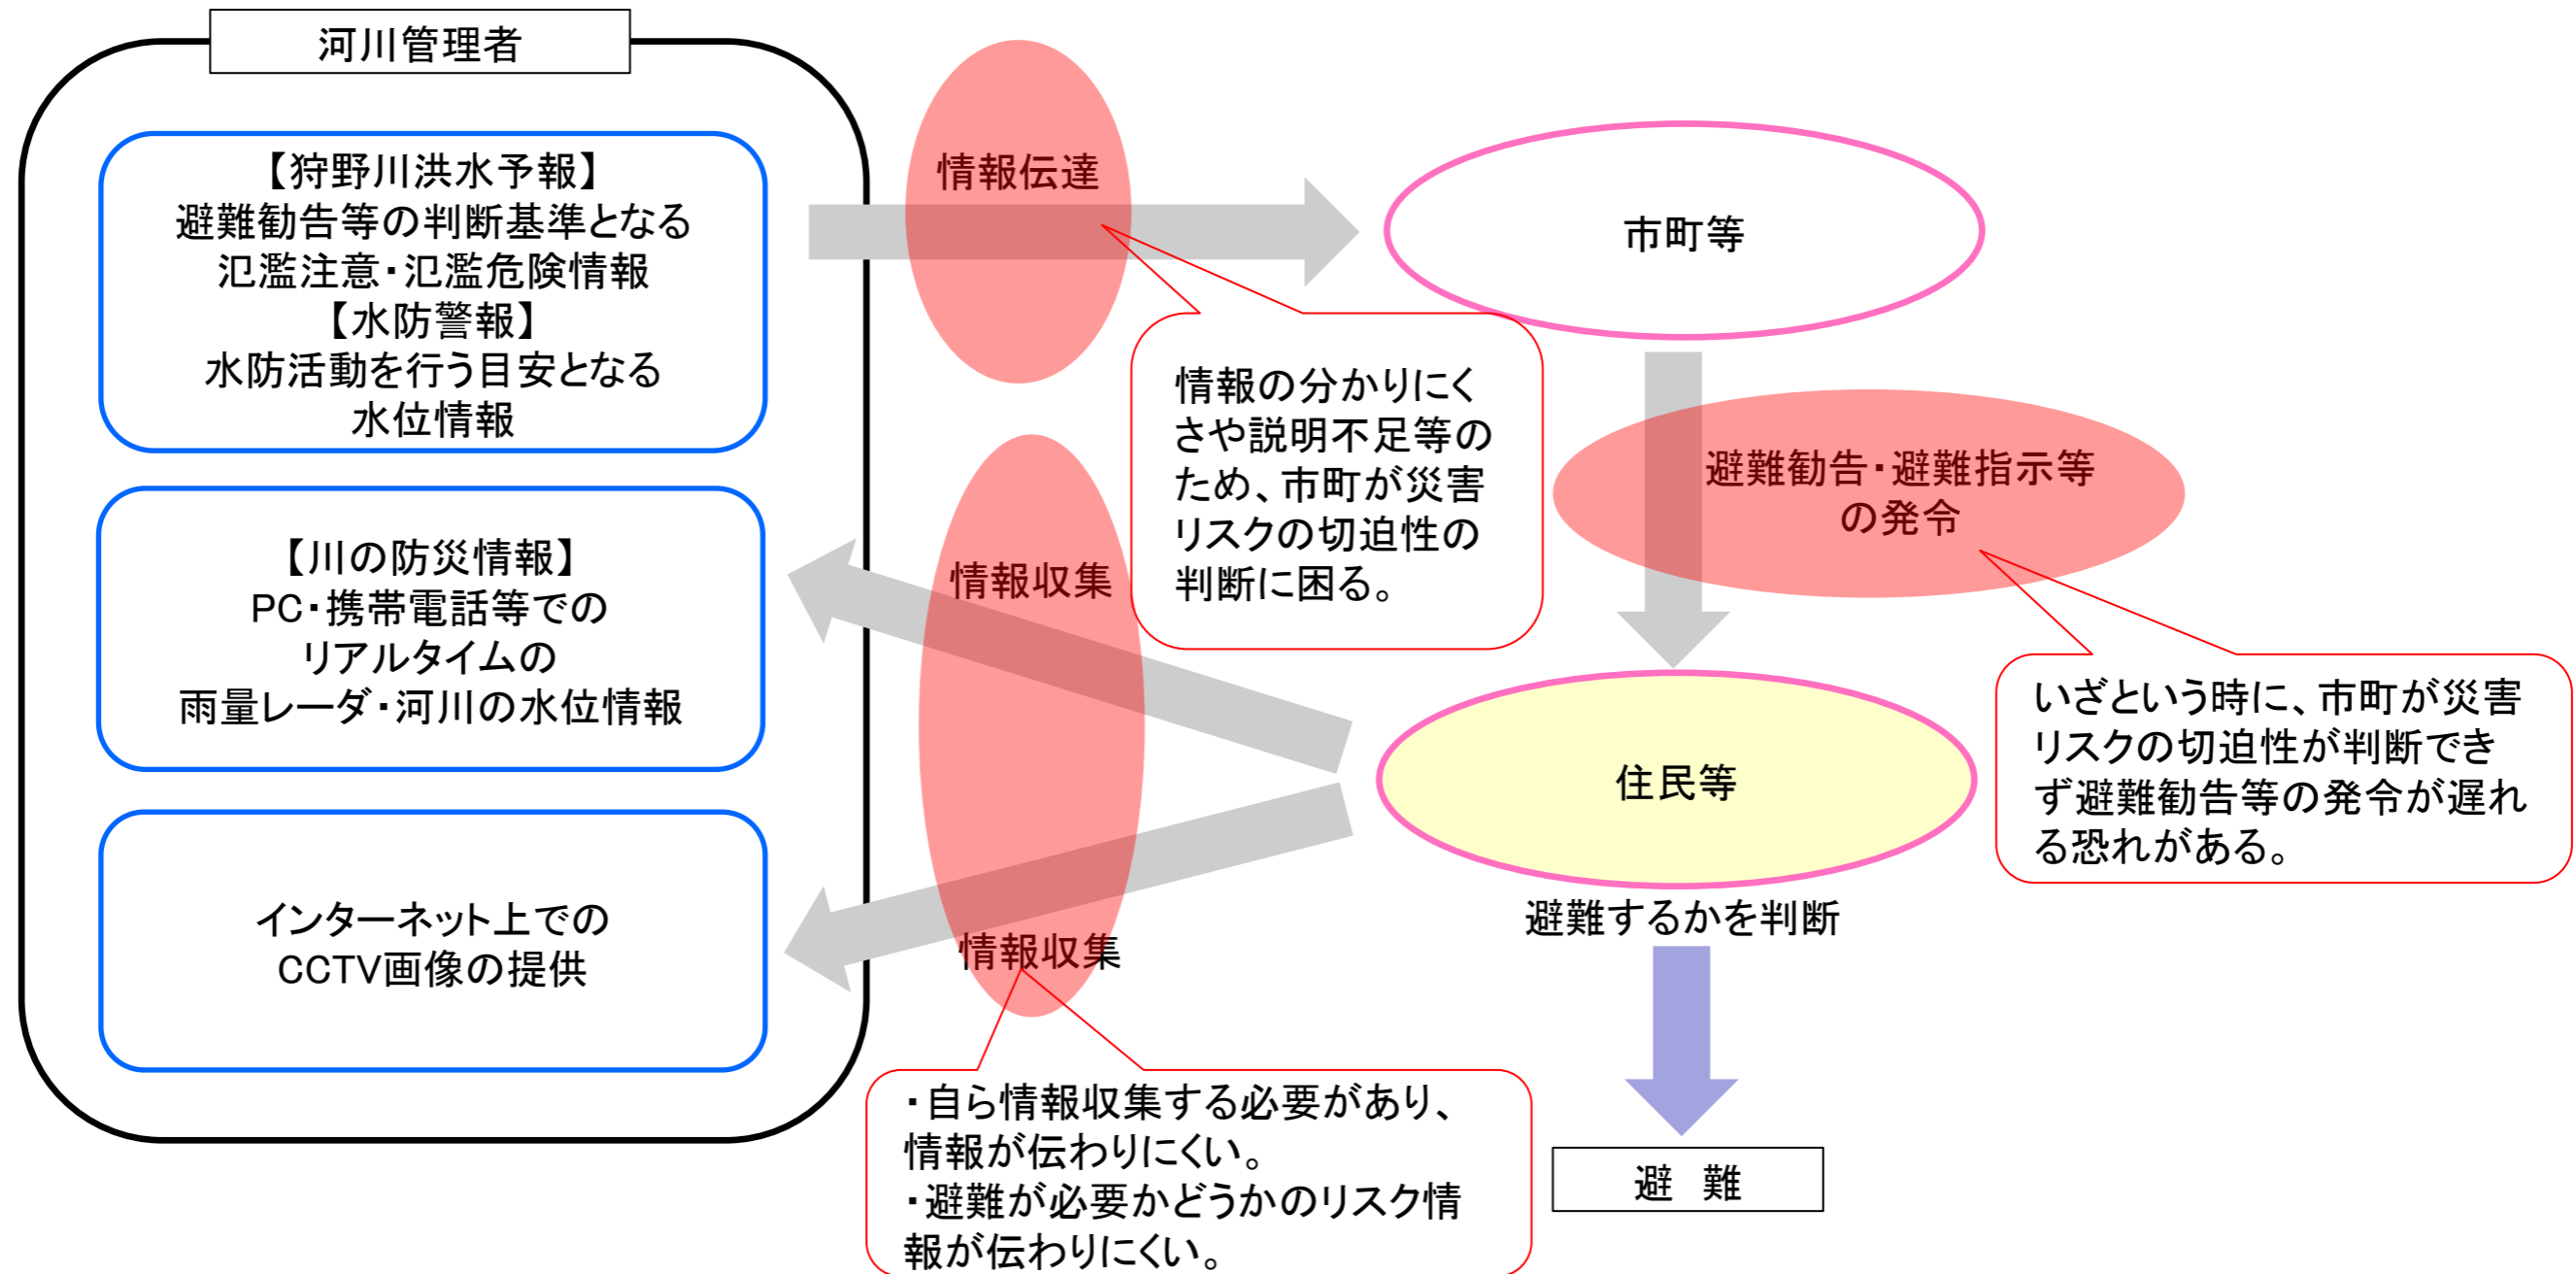 河川管理者
【狩野川洪水予報】
避難勧告等の判断基準となる
氾濫注意・氾濫危険情報
【水防警報】
水防活動を行う目安となる
水位情報
【川の防災情報】
PC・携帯電話等での
リアルタイムの
雨量レーダ・河川の水位情報
インターネット上での
CCTV画像の提供
情報伝達
市町等
情報の分かりにく
さや説明不足等の
ため、市町が災害
リスクの切迫性の
判断に困る。
避難勧告・避難指示等
の発令
いざという時に、市町が災害
リスクの切迫性が判断でき
ず避難勧告等の発令が遅れ
る恐れがある。
情報収集
情報収集
住民等
避難するかを判断
・自ら情報収集する必要があり、
情報が伝わりにくい。
・避難が必要かどうかのリスク情
報が伝わりにくい。
避　難